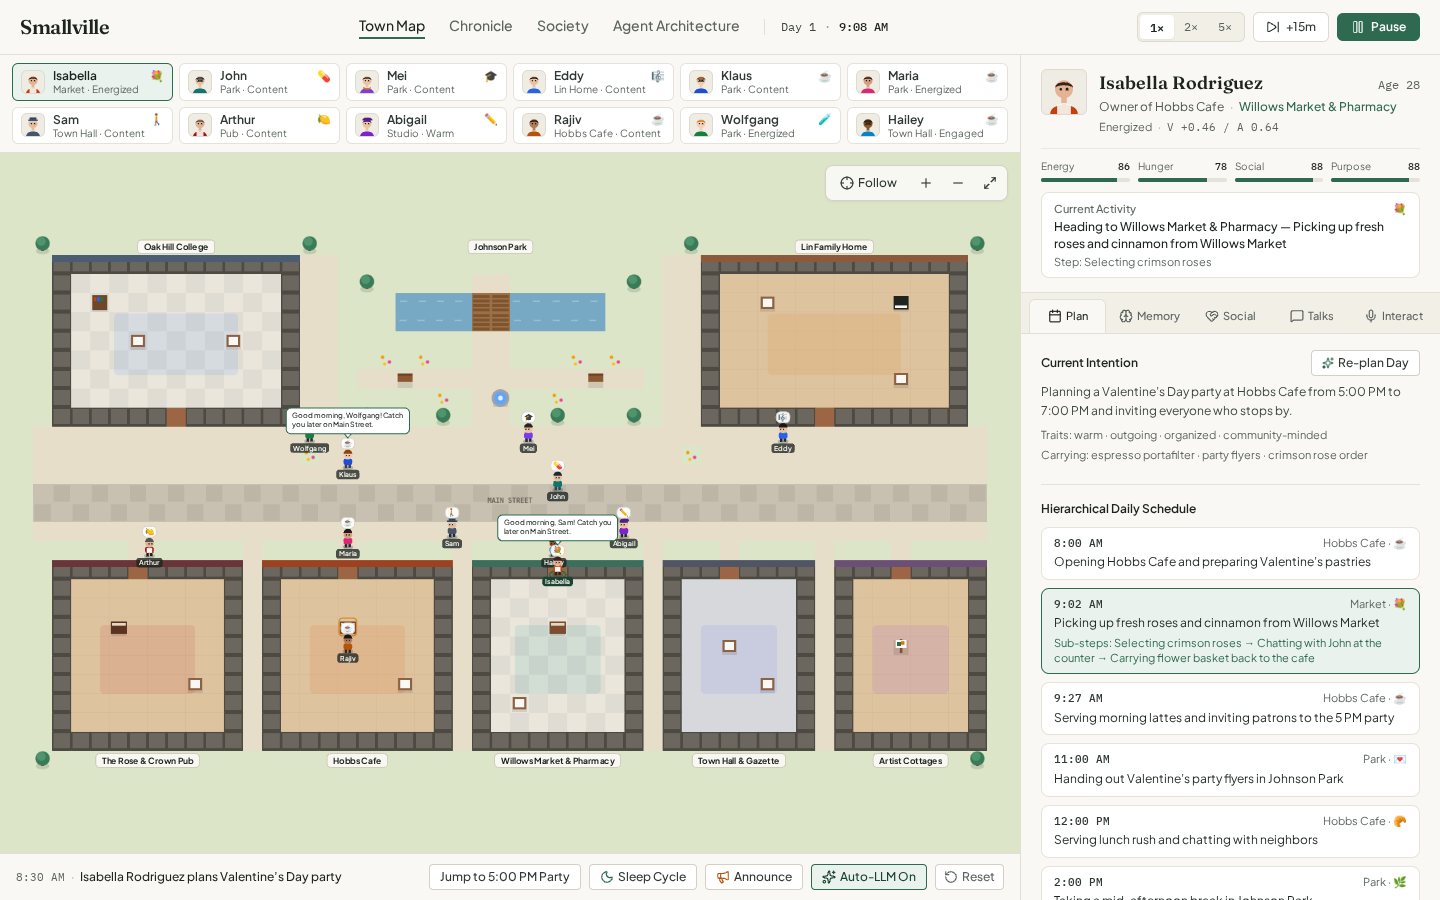 Smallville
Town Map
Chronicle
Society
Agent Architecture
Day 1 · 9:08 AM
1×
2×
5×
+15m
Pause
Isabella
Market · Energized
John
Park · Content
Mei
Park · Content
Eddy
Lin Home · Content
Klaus
Park · Content
Maria
Park · Energized
Sam
Town Hall · Content
Arthur
Pub · Content
Abigail
Studio · Warm
Rajiv
Hobbs Cafe · Content
Wolfgang
Park · Energized
Hailey
Town Hall · Engaged
Follow
Oak Hill College
Johnson Park
Lin Family Home
Good morning, Wolfgang! Catch
you later on Main Street.
Wolfgang
Klaus
Mei
Eddy
John
MAIN STREET
Good morning, Sam! Catch you
later on Main Street.
Arthur
Maria
Sam
Abigail
Isabella
Rajiv
The Rose & Crown Pub
Hobbs Cafe
Willows Market & Pharmacy
Town Hall & Gazette
Artist Cottages
8:30 AM · Isabella Rodriguez plans Valentine's Day party
Jump to 5:00 PM Party
Sleep Cycle
Announce
Auto-LLM On
Reset
Isabella Rodriguez
Age 28
Owner of Hobbs Cafe · Willows Market & Pharmacy
Energized · V +0.46 / A 0.64
Energy 86
Hunger 78
Social 88
Purpose 88
Current Activity
Heading to Willows Market & Pharmacy — Picking up fresh
roses and cinnamon from Willows Market
Step: Selecting crimson roses
Plan
Memory
Social
Talks
Interact
Current Intention
Re-plan Day
Planning a Valentine's Day party at Hobbs Cafe from 5:00 PM to
7:00 PM and inviting everyone who stops by.
Traits: warm · outgoing · organized · community-minded
Carrying: espresso portafilter · party flyers · crimson rose order
Hierarchical Daily Schedule
8:00 AM
Hobbs Cafe ·
Opening Hobbs Cafe and preparing Valentine's pastries
9:02 AM
Market ·
Picking up fresh roses and cinnamon from Willows Market
Sub-steps: Selecting crimson roses → Chatting with John at the
counter → Carrying flower basket back to the cafe
9:27 AM
Hobbs Cafe ·
Serving morning lattes and inviting patrons to the 5 PM party
11:00 AM
Park ·
Handing out Valentine's party flyers in Johnson Park
12:00 PM
Hobbs Cafe ·
Serving lunch rush and chatting with neighbors
2:00 PM
Park ·
Taking a mid-afternoon break in Johnson Park